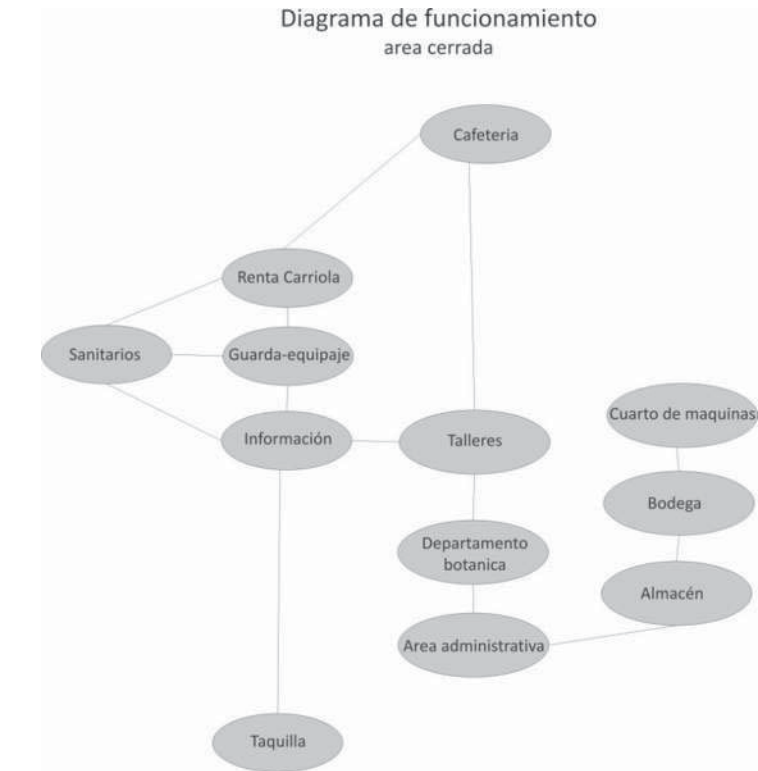 Diagrama de funcionamiento
area cerrada
Cafeteria
Renta Carriola
Sanitarios
Guarda-equipaje
Cuarto de maquinas
Información
Talleres
Bodega
Departamento
botanica
Almacén
Area administrativa
Taquilla